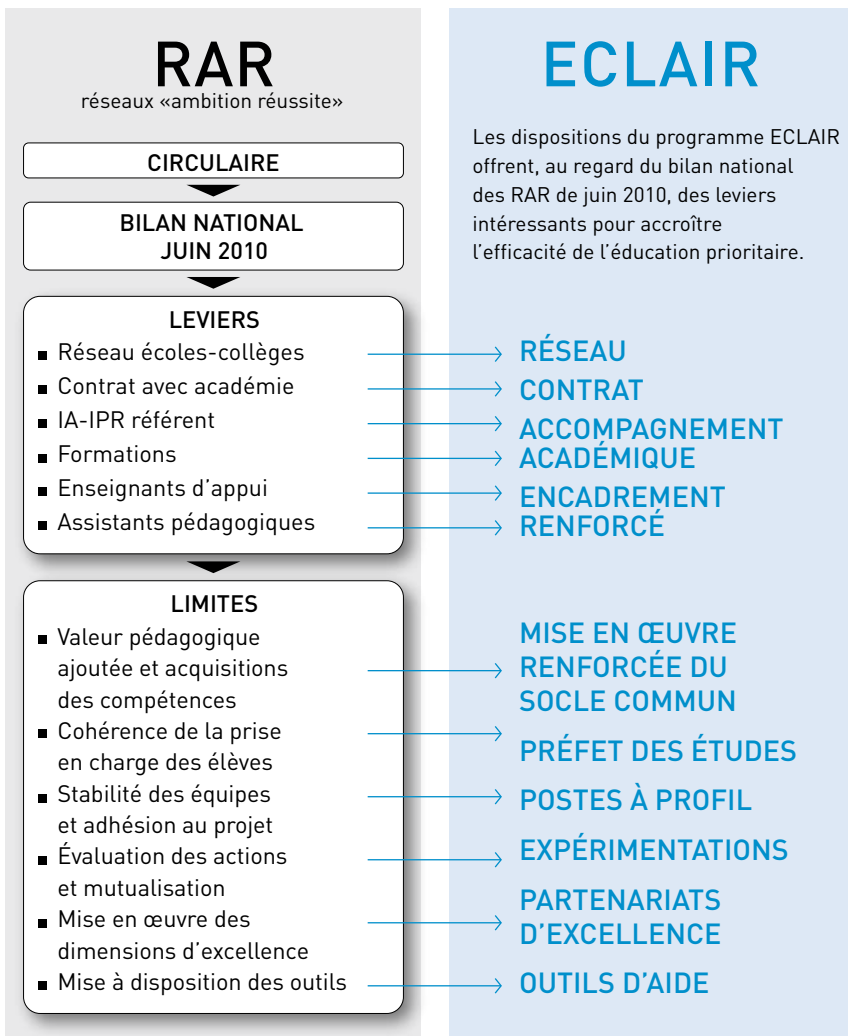 RAR
réseaux «ambition réussite»
CIRCULAIRE
BILAN NATIONAL
JUIN 2010
LEVIERS
▪ Réseau écoles-collèges
▪ Contrat avec académie
▪ IA-IPR référent
▪ Formations
▪ Enseignants d'appui
▪ Assistants pédagogiques
LIMITES
▪ Valeur pédagogique
ajoutée et acquisitions
des compétences
▪ Cohérence de la prise
en charge des élèves
▪ Stabilité des équipes
et adhésion au projet
▪ Évaluation des actions
et mutualisation
▪ Mise en œuvre des
dimensions d'excellence
▪ Mise à disposition des outils
ECLAIR
Les dispositions du programme ECLAIR
offrent, au regard du bilan national
des RAR de juin 2010, des leviers
intéressants pour accroître
l'efficacité de l'éducation prioritaire.
RÉSEAU
CONTRAT
ACCOMPAGNEMENT
ACADÉMIQUE
ENCADREMENT
RENFORCÉ
MISE EN ŒUVRE
RENFORCÉE DU
SOCLE COMMUN
PRÉFET DES ÉTUDES
POSTES À PROFIL
EXPÉRIMENTATIONS
PARTENARIATS
D'EXCELLENCE
OUTILS D'AIDE